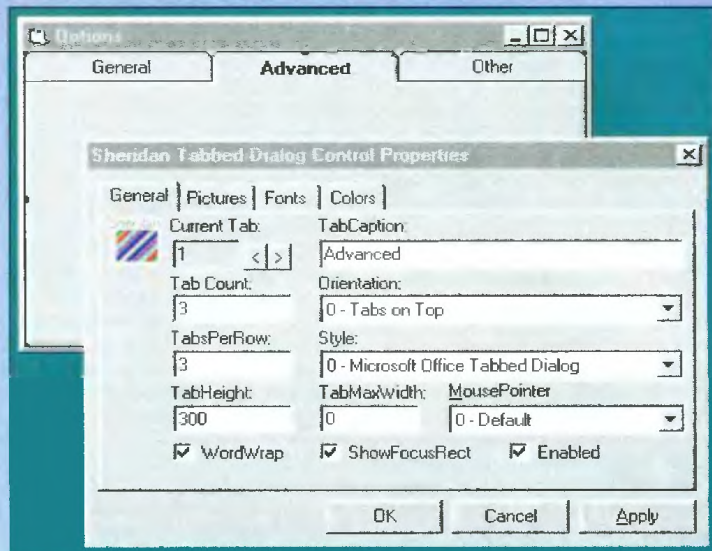 Options
General Advanced Other
Sheridan Tabbed Dialog Control Properties
General Pictures Fonts Colors
Current Tab: TabCaption:
1 < > Advanced
Tab Count: Orientation:
3 0 - Tabs on Top
TabsPerRow: Style:
3 0 - Microsoft Office Tabbed Dialog
TabHeight: TabMaxWidth: MousePointer
300 0 0 - Default
WordWrap ShowFocusRect Enabled
OK Cancel Apply